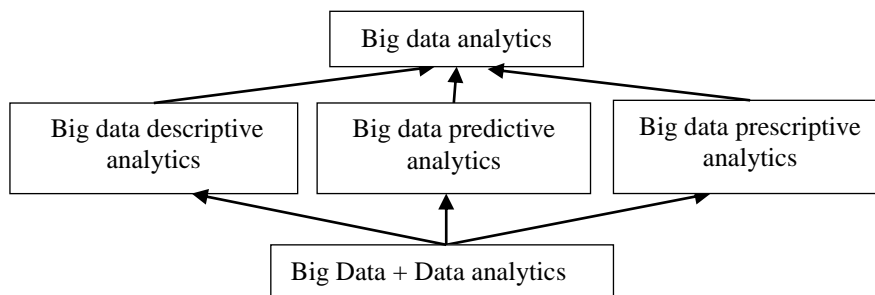 Big data analytics
Big data descriptive
analytics
Big data predictive
analytics
Big data prescriptive
analytics
Big Data + Data analytics